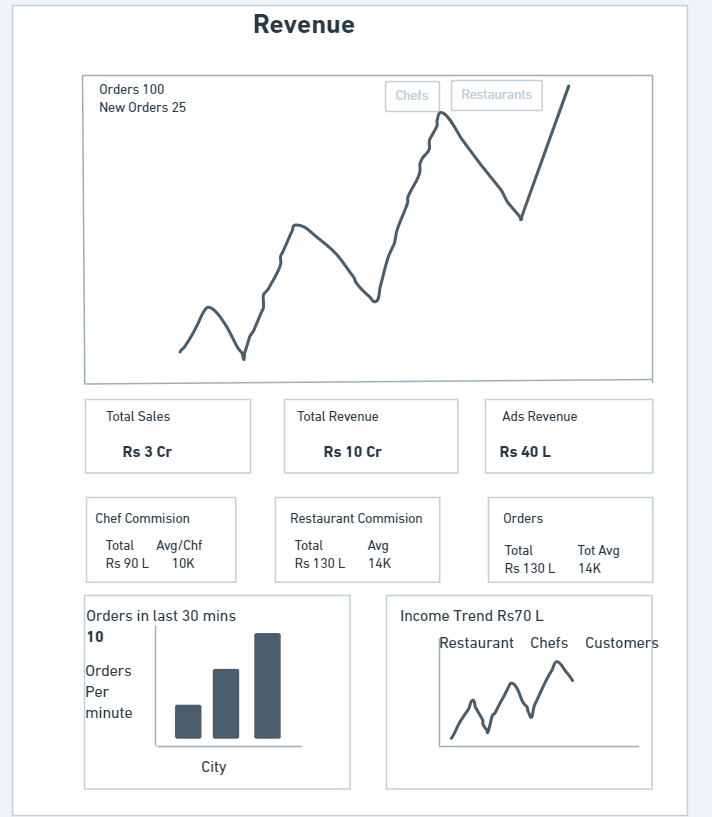 Revenue
Orders 100
New Orders 25
Chefs
Restaurants
Total Sales
Rs 3 Cr
Total Revenue
Rs 10 Cr
Ads Revenue
Rs 40 L
Chef Commision
Total Avg/Chf
Rs 90 L 10K
Restaurant Commision
Total Avg
Rs 130 L 14K
Orders
Total Tot Avg
Rs 130 L 14K
Orders in last 30 mins
10
Orders
Per
minute
City
Income Trend Rs70 L
Restaurant Chefs Customers